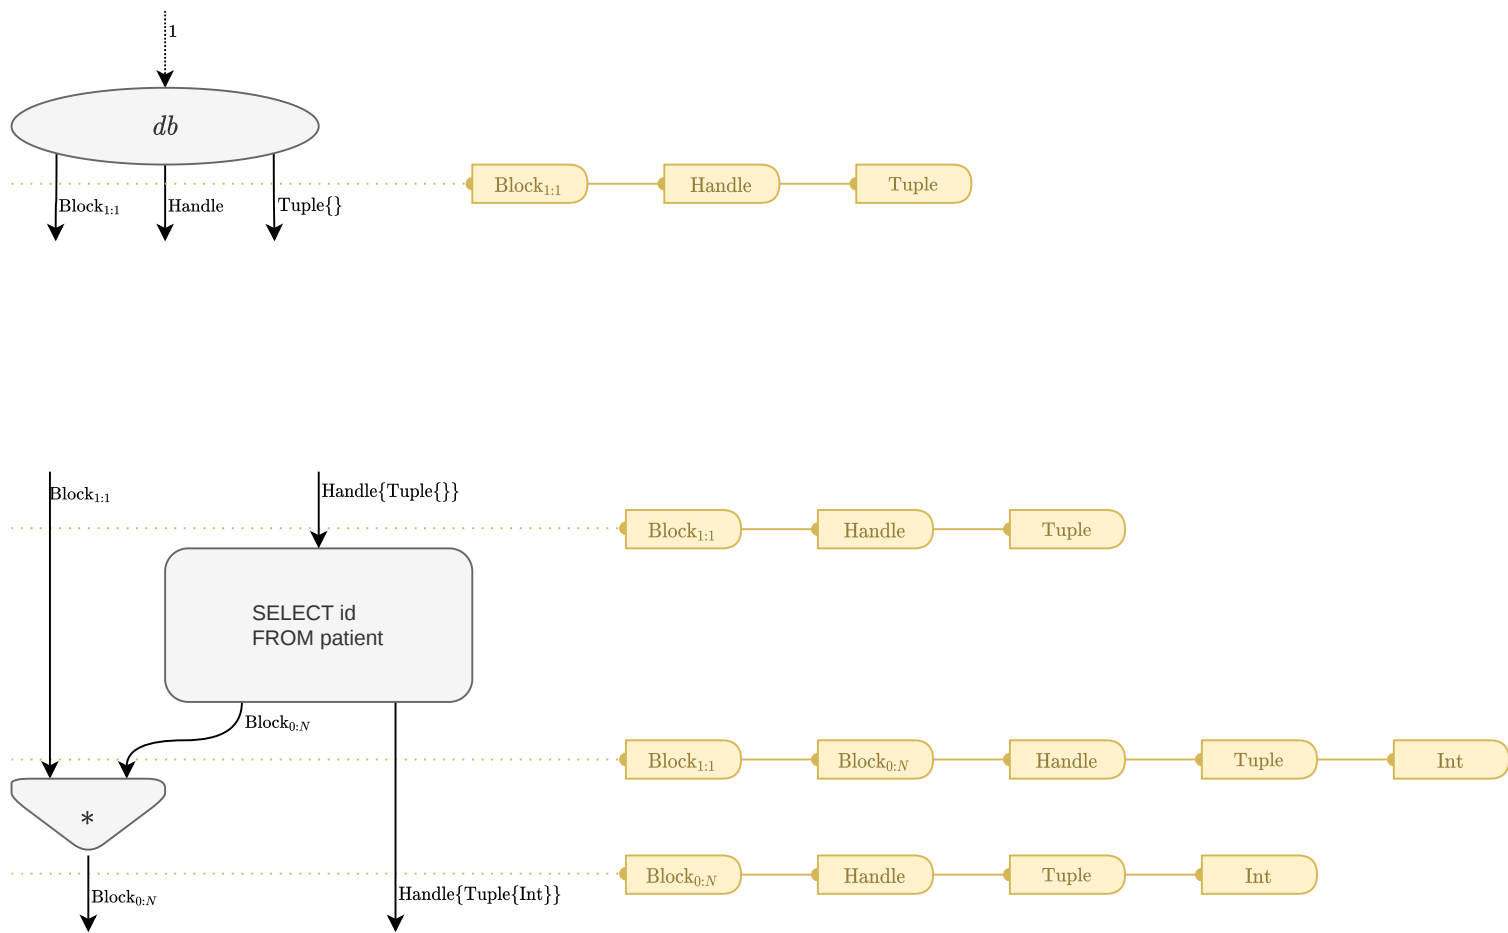 1
db
Block1:1 Handle Tuple
Block1:1 Handle Tuple{}
Block1:1 Handle{Tuple{}}
Block1:1 Handle Tuple
SELECT id
FROM patient
Block0:N
Block1:1 Block0:N Handle Tuple Int
*
Block0:N Handle Tuple Int
Block0:N Handle{Tuple{Int}}